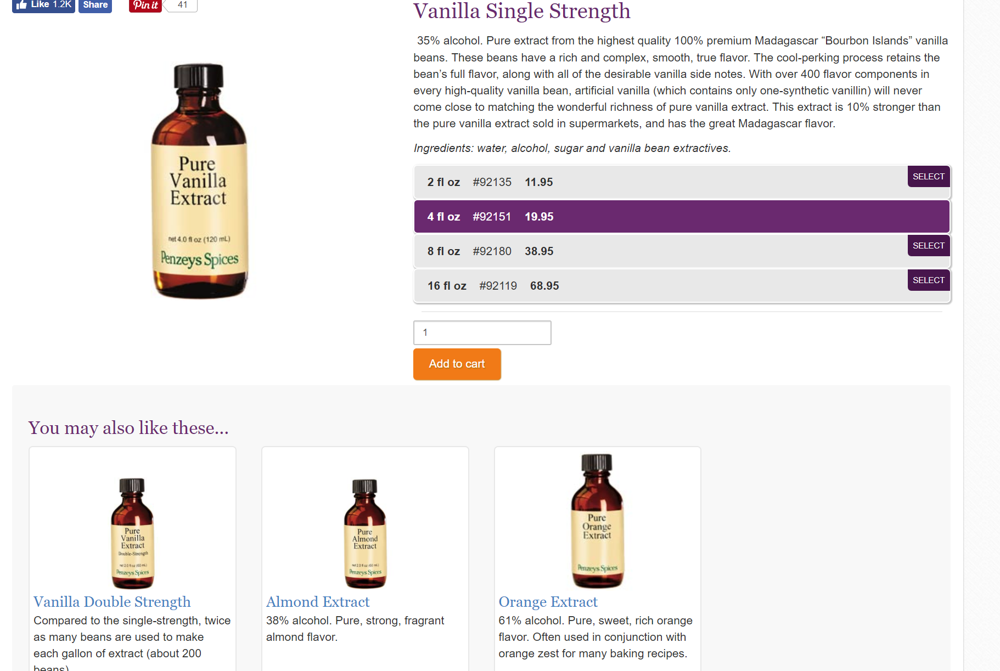 Like 1.2K Share Pin it 41
Vanilla Single Strength
35% alcohol. Pure extract from the highest quality 100% premium Madagascar “Bourbon Islands” vanilla
beans. These beans have a rich and complex, smooth, true flavor. The cool-perking process retains the
bean’s full flavor, along with all of the desirable vanilla side notes. With over 400 flavor components in
every high-quality vanilla bean, artificial vanilla (which contains only one-synthetic vanillin) will never
come close to matching the wonderful richness of pure vanilla extract. This extract is 10% stronger than
the pure vanilla extract sold in supermarkets, and has the great Madagascar flavor.
Ingredients: water, alcohol, sugar and vanilla bean extractives.
Pure
Vanilla
Extract
net 4.0 fl oz (120 mL)
Penzeys Spices
2 fl oz #92135 11.95 SELECT
4 fl oz #92151 19.95
8 fl oz #92180 38.95 SELECT
16 fl oz #92119 68.95 SELECT
1
Add to cart
You may also like these...
Pure
Vanilla
Extract
Double-Strength
net 2.0 fl oz (60 mL)
Penzeys Spices
Vanilla Double Strength
Compared to the single-strength, twice
as many beans are used to make
each gallon of extract (about 200
beans)
Pure
Almond
Extract
net 2.0 fl oz (60 mL)
Penzeys Spices
Almond Extract
38% alcohol. Pure, strong, fragrant
almond flavor.
Pure
Orange
Extract
Penzeys Spices
Orange Extract
61% alcohol. Pure, sweet, rich orange
flavor. Often used in conjunction with
orange zest for many baking recipes.